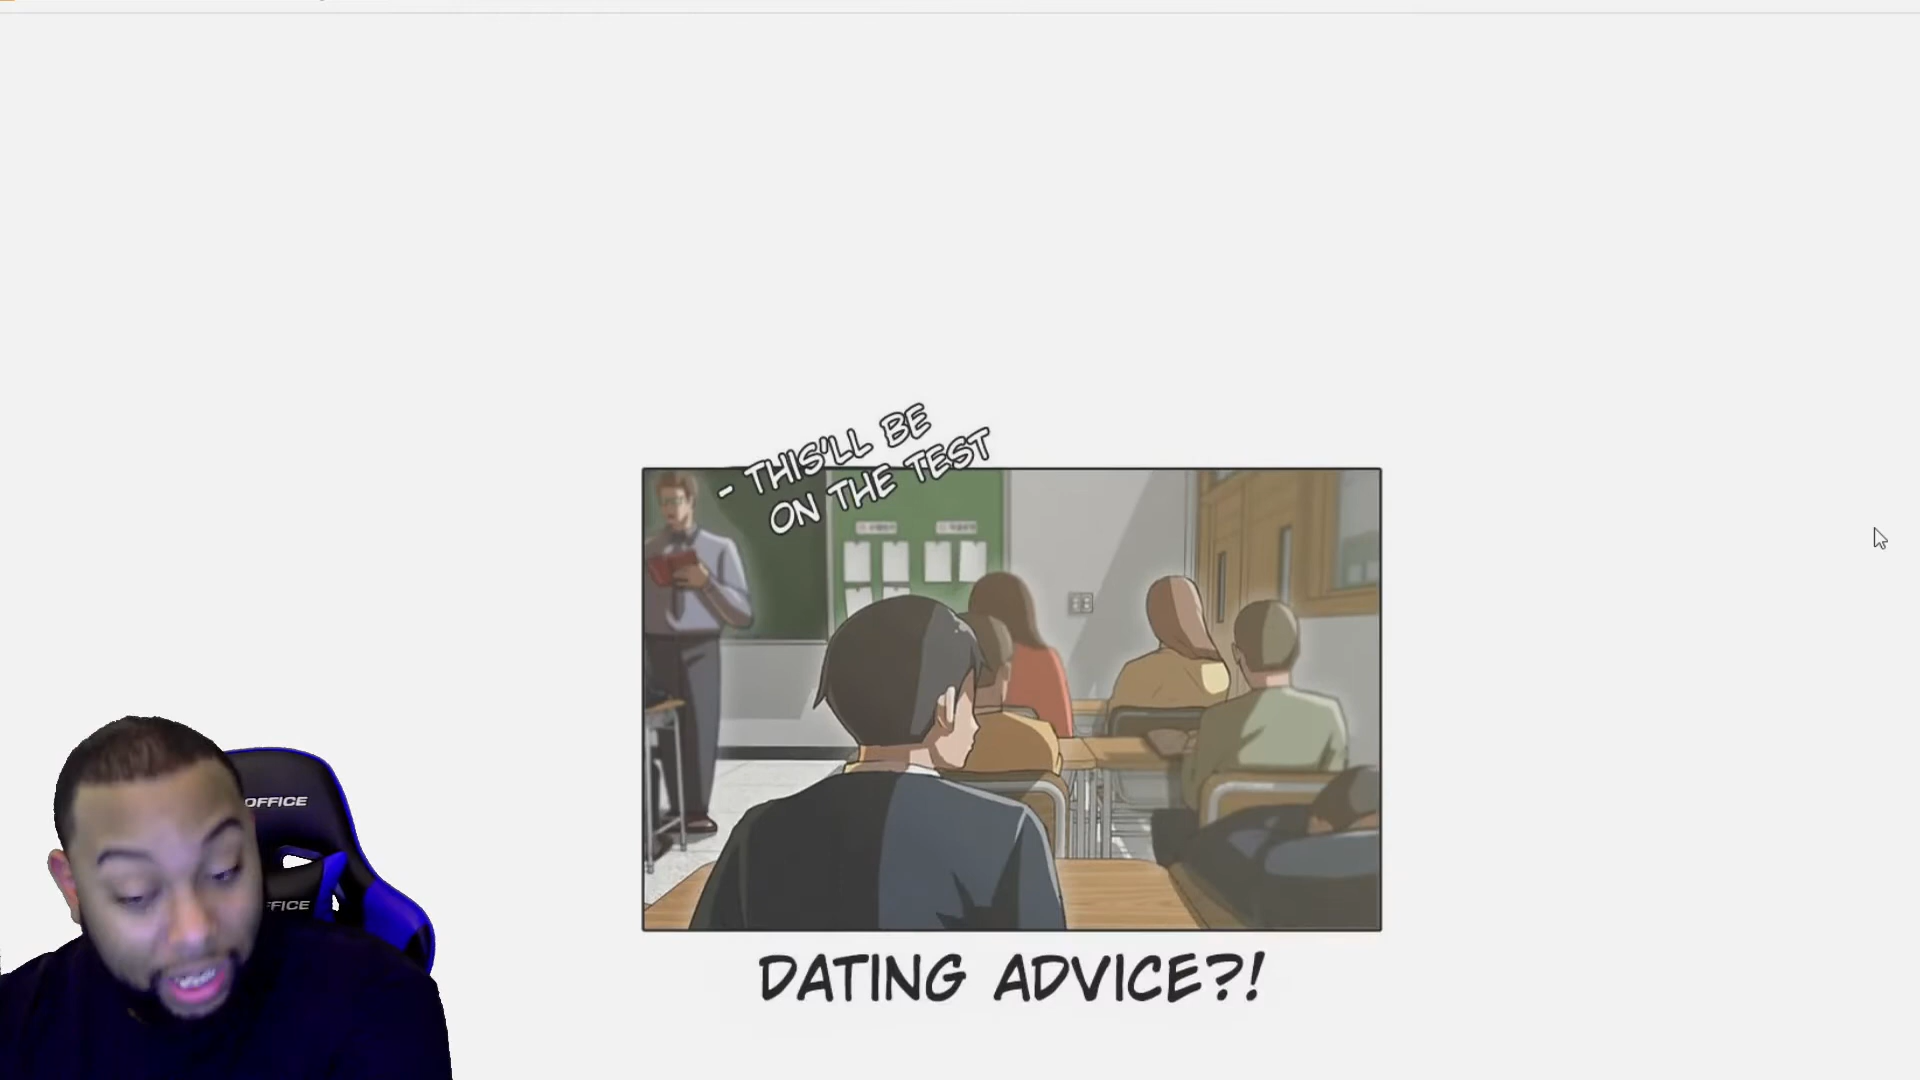 - THIS'LL BE
ON THE TEST
DATING ADVICE?!
OFFICE
FFICE